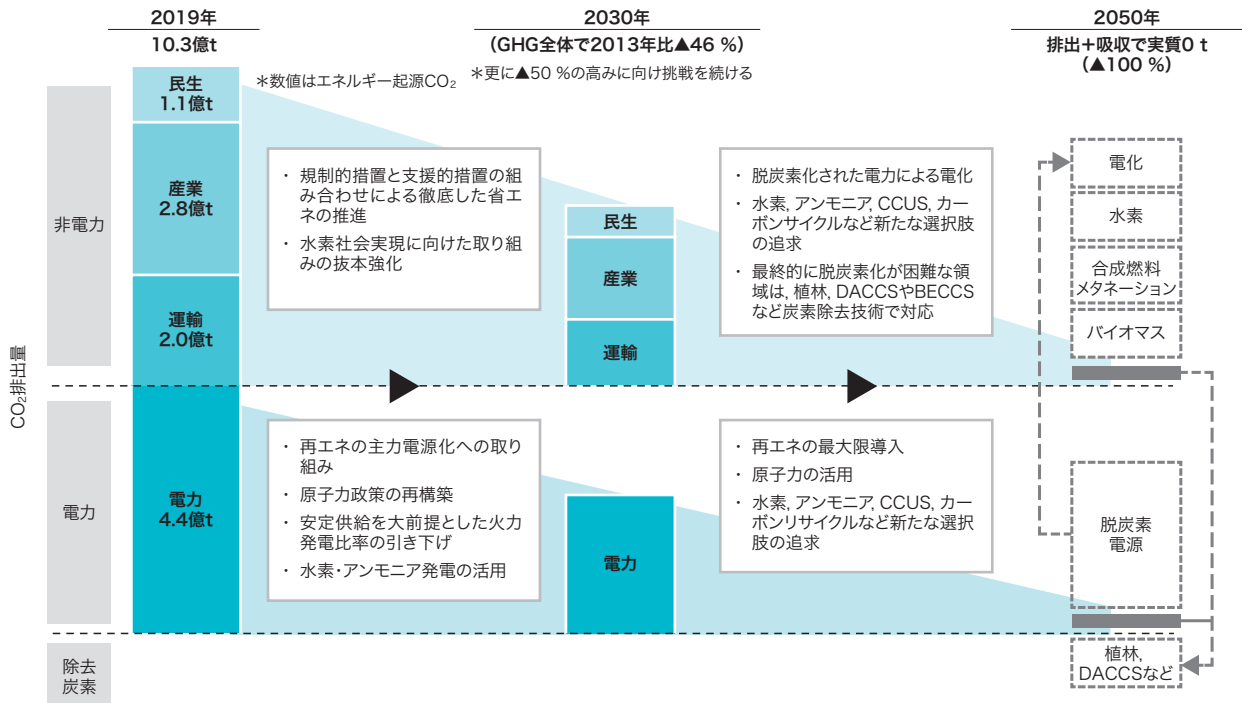 2019年
10.3億t
2030年
(GHG全体で2013年比▲46 %)
2050年
排出+吸収で実質0 t
(▲100 %)
＊数値はエネルギー起源CO₂
＊更に▲50 %の高みに向け挑戦を続ける
CO₂排出量
非電力
民生
1.1億t
産業
2.8億t
運輸
2.0億t
・ 規制的措置と支援的措置の組
み合わせによる徹底した省エ
ネの推進
・ 水素社会実現に向けた取り組
みの抜本強化
民生
産業
運輸
・ 脱炭素化された電力による電化
・ 水素, アンモニア, CCUS, カー
ボンサイクルなど新たな選択肢
の追求
・ 最終的に脱炭素化が困難な領
域は, 植林, DACCSやBECCS
など炭素除去技術で対応
電化
水素
合成燃料
メタネーション
バイオマス
電力
電力
4.4億t
・ 再エネの主力電源化への取り
組み
・ 原子力政策の再構築
・ 安定供給を大前提とした火力
発電比率の引き下げ
・ 水素・アンモニア発電の活用
電力
・ 再エネの最大限導入
・ 原子力の活用
・ 水素, アンモニア, CCUS, カー
ボンリサイクルなど新たな選択
肢の追求
脱炭素
電源
除去
炭素
植林,
DACCSなど